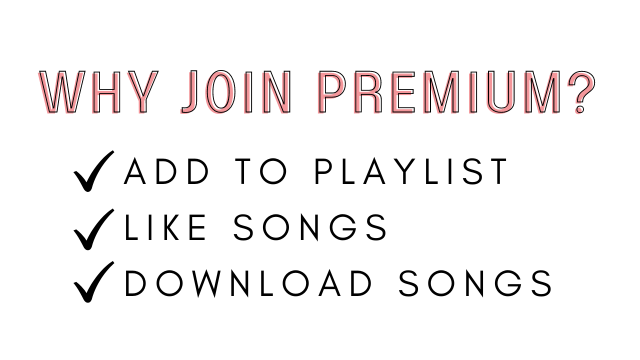 WHY JOIN PREMIUM?
ADD TO PLAYLIST
LIKE SONGS
DOWNLOAD SONGS